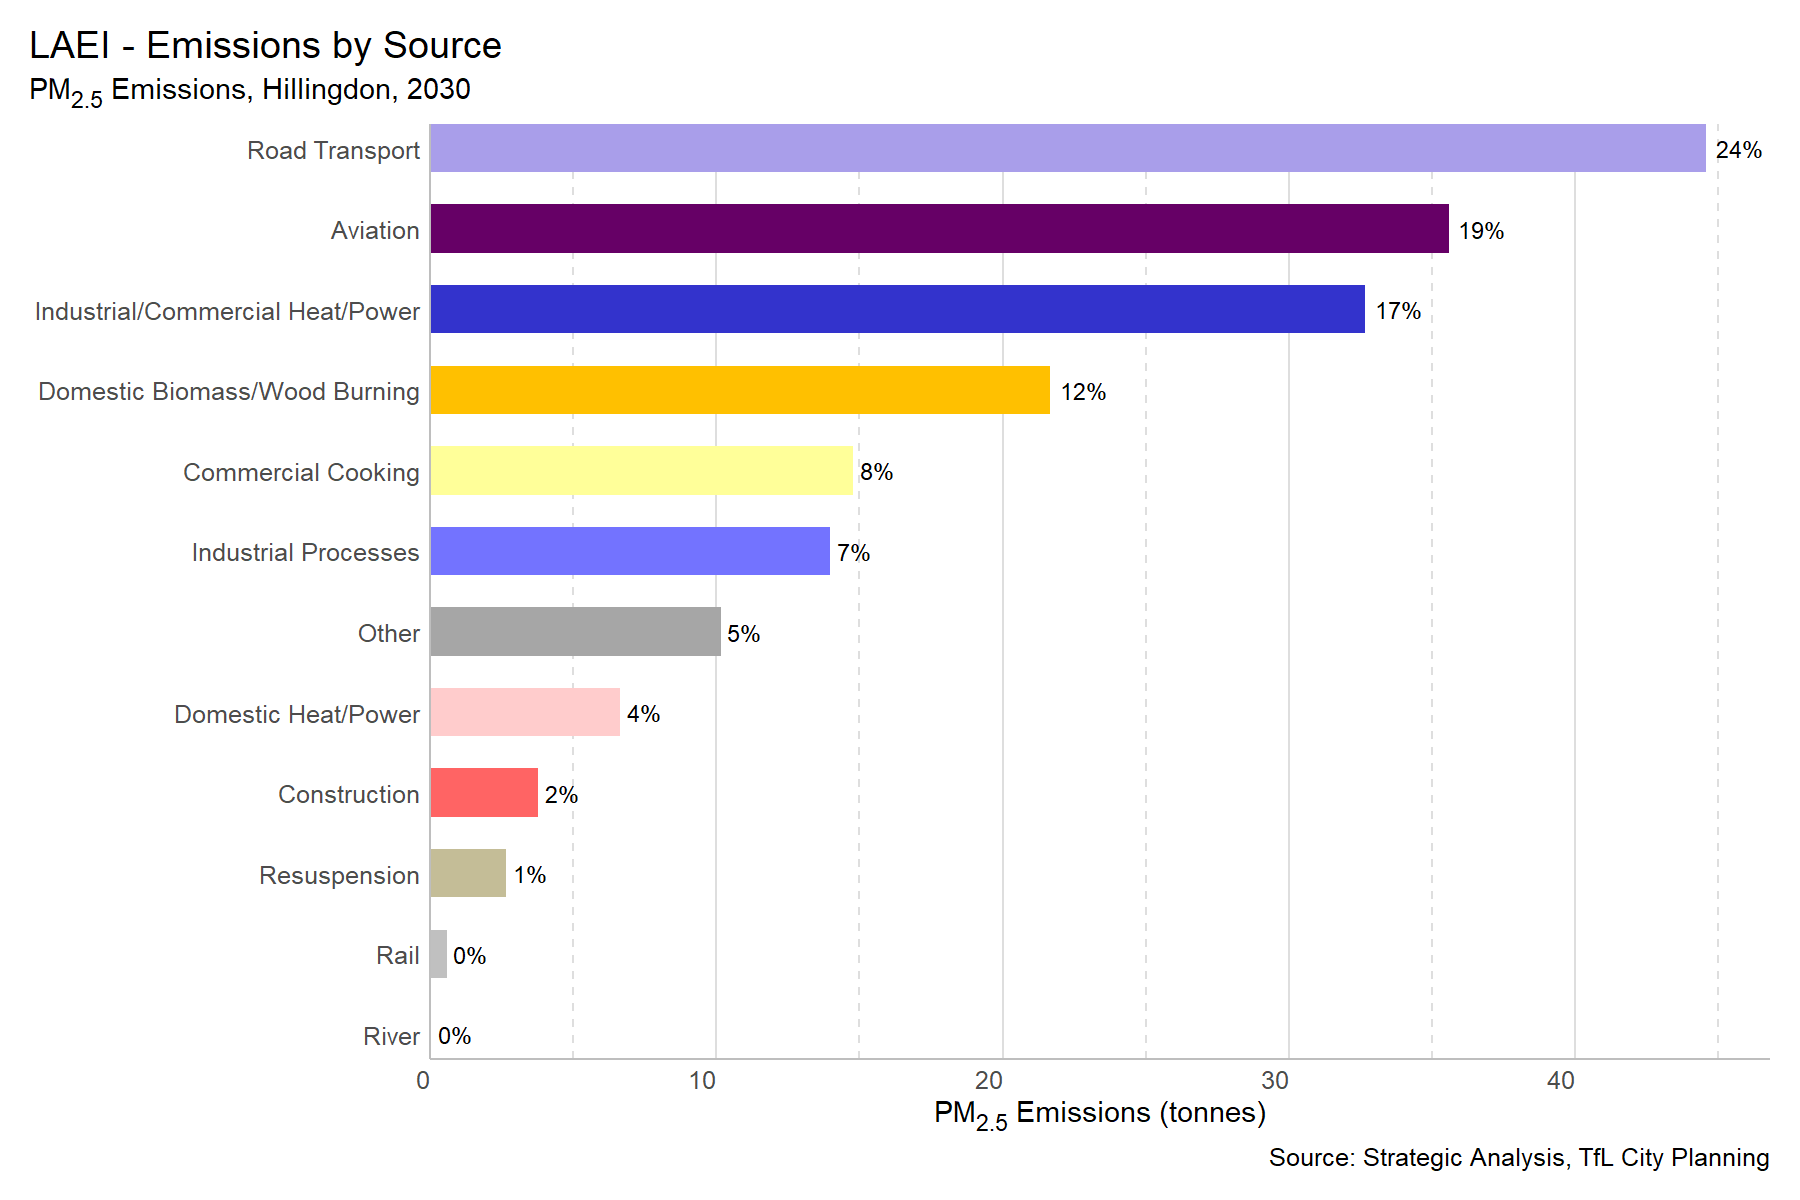 LAEI - Emissions by Source
PM2.5 Emissions, Hillingdon, 2030
Road Transport 24%
Aviation 19%
Industrial/Commercial Heat/Power 17%
Domestic Biomass/Wood Burning 12%
Commercial Cooking 8%
Industrial Processes 7%
Other 5%
Domestic Heat/Power 4%
Construction 2%
Resuspension 1%
Rail 0%
River 0%
0 10 20 30 40
PM2.5 Emissions (tonnes)
Source: Strategic Analysis, TfL City Planning